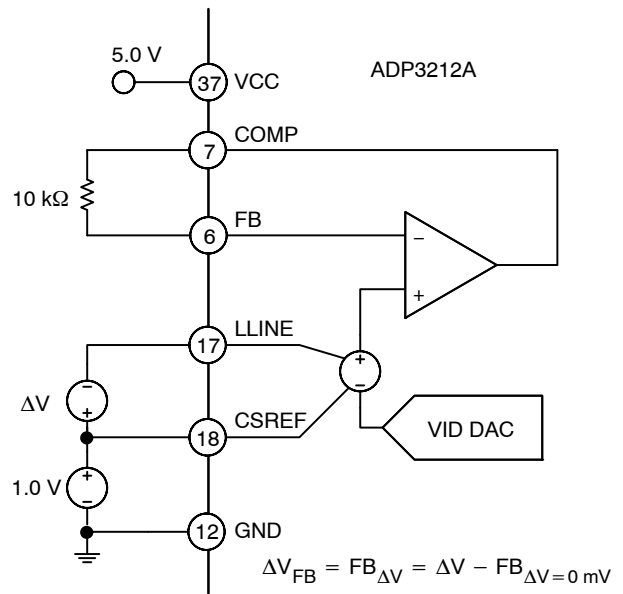 5.0 V
37
VCC
ADP3212A
COMP
7
10 kΩ
FB
6
−
+
LLINE
17
+
−
−
+
ΔV
CSREF
18
VID DAC
+
−
1.0 V
12
GND
ΔV_FB = FB_ΔV = ΔV − FB_ΔV=0 mV